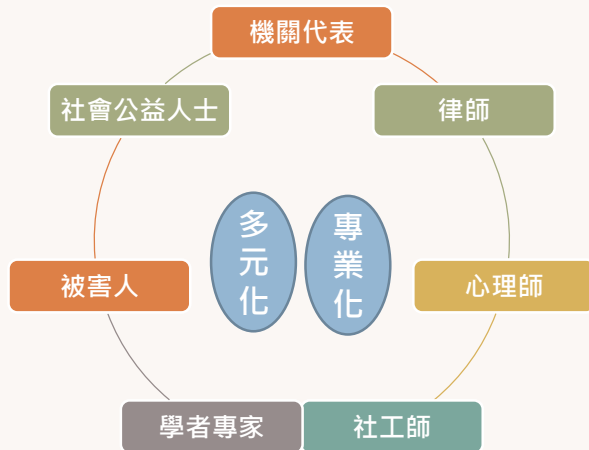 機關代表
社會公益人士
律師
多元化
專業化
被害人
心理師
學者專家
社工師